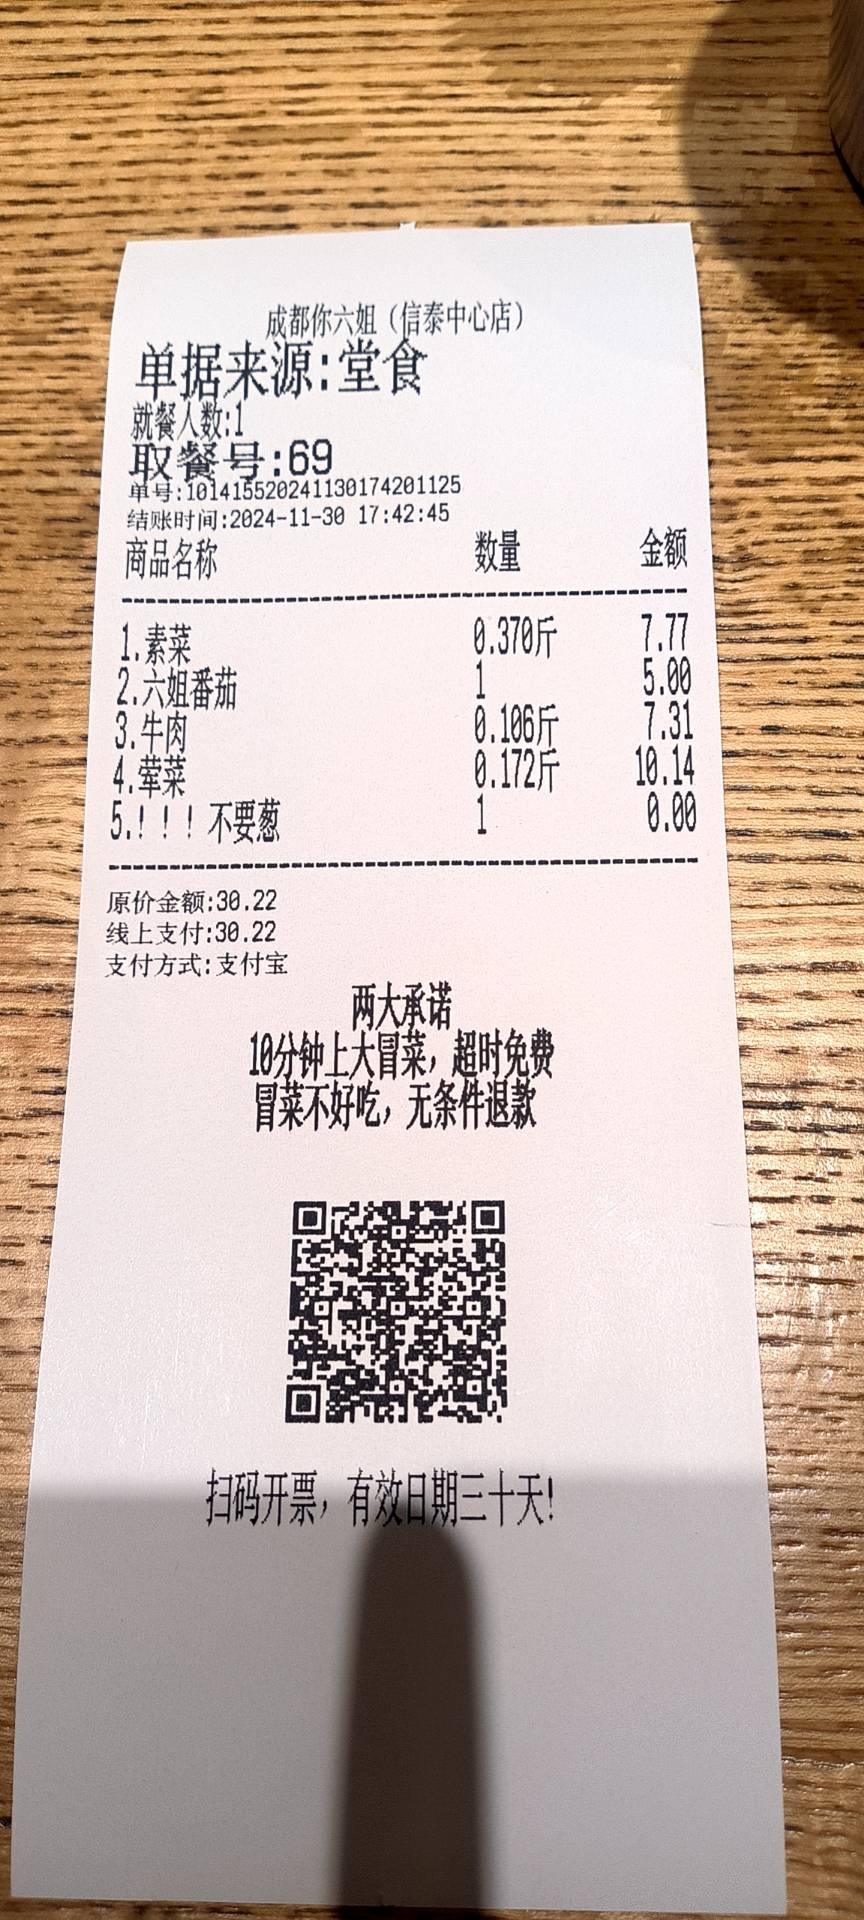 成都你六姐（信泰中心店）
单据来源:堂食
就餐人数:1
取餐号:69
单号:101415520241130174201125
结账时间:2024-11-30 17:42:45
商品名称 数量 金额
1.素菜 0.370斤 7.77
2.六姐番茄 1 5.00
3.牛肉 0.106斤 7.31
4.荤菜 0.172斤 10.14
5.！！！不要葱 1 0.00
原价金额:30.22
线上支付:30.22
支付方式:支付宝
两大承诺
10分钟上大冒菜，超时免费
冒菜不好吃，无条件退款
扫码开票，有效日期三十天!